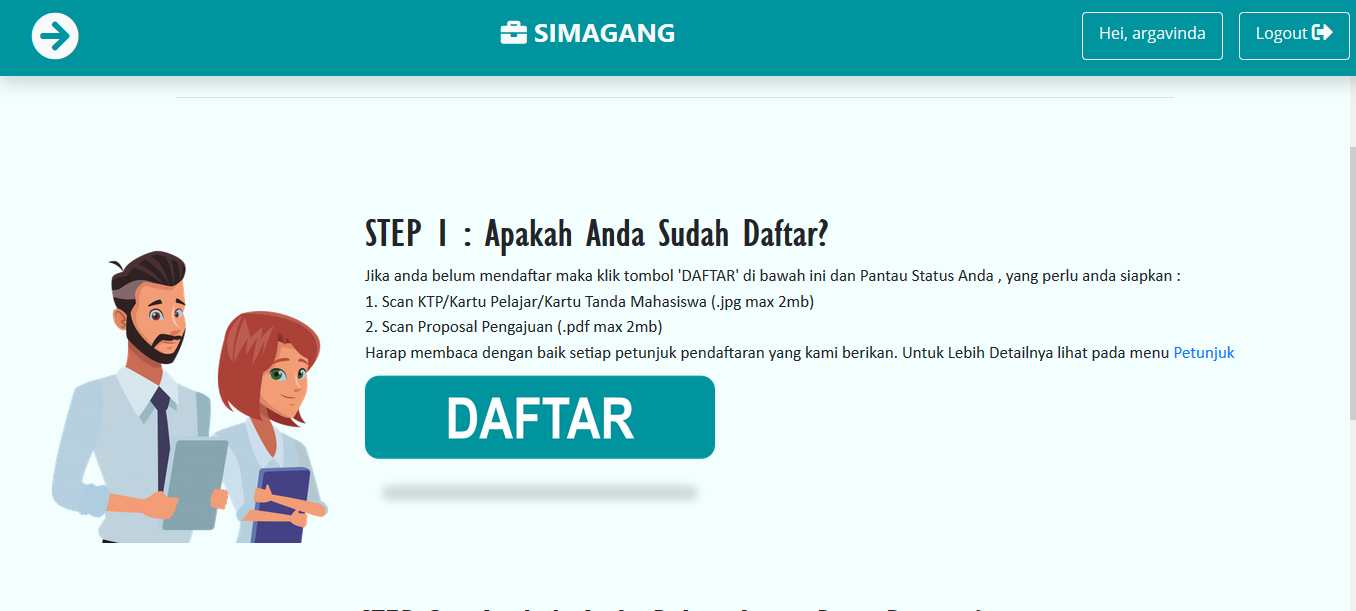 SIMAGANG
Hei, argavinda
Logout
STEP 1 : Apakah Anda Sudah Daftar?
Jika anda belum mendaftar maka klik tombol 'DAFTAR' di bawah ini dan Pantau Status Anda , yang perlu anda siapkan :
1. Scan KTP/Kartu Pelajar/Kartu Tanda Mahasiswa (.jpg max 2mb)
2. Scan Proposal Pengajuan (.pdf max 2mb)
Harap membaca dengan baik setiap petunjuk pendaftaran yang kami berikan. Untuk Lebih Detailnya lihat pada menu Petunjuk
DAFTAR